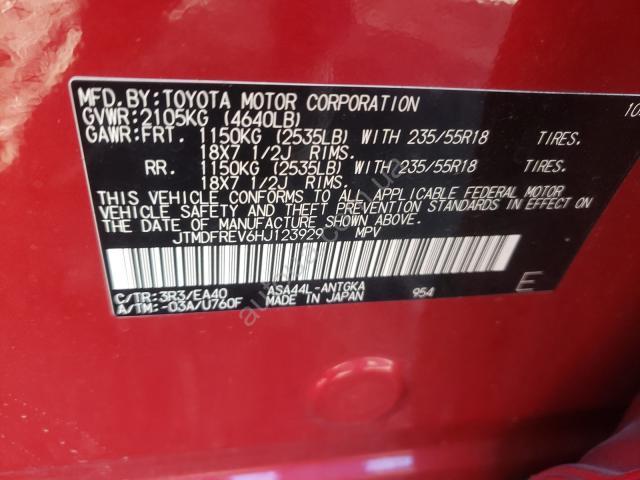 MFD.BY:TOYOTA MOTOR CORPORATION
GVWR:2105KG (4640LB)
GAWR:FRT. 1150KG (2535LB) WITH 235/55R18 TIRES.
18X7 1/2J RIMS.
RR. 1150KG (2535LB) WITH 235/55R18 TIRES.
18X7 1/2J RIMS.
THIS VEHICLE CONFORMS TO ALL APPLICABLE FEDERAL MOTOR
VEHICLE SAFETY AND THEFT PREVENTION STANDARDS IN EFFECT ON
THE DATE OF MANUFACTURE SHOWN ABOVE.
JTMDFREV6HJ123929 MPV
C/TR:3R3/EA40 ASA44L-ANTGKA 954 E
A/TM:-03A/U760F MADE IN JAPAN